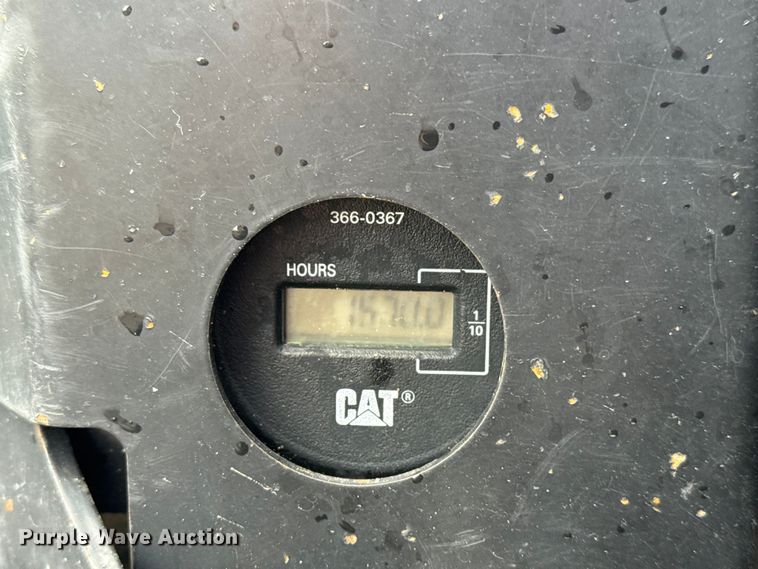 366-0367
HOURS
1
10
CAT®
Purple Wave Auction®